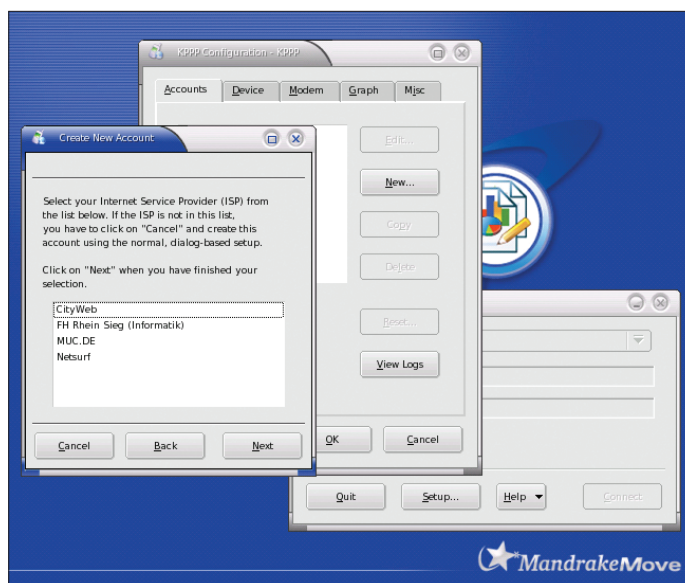 KPPP Configuration - KPPP
Accounts
Device
Modem
Graph
Misc
Edit...
New...
Copy
Delete
Reset...
View Logs
OK
Cancel
Create New Account
Select your Internet Service Provider (ISP) from
the list below. If the ISP is not in this list,
you have to click on "Cancel" and create this
account using the normal, dialog-based setup.
Click on "Next" when you have finished your
selection.
CityWeb
FH Rhein Sieg (Informatik)
MUC.DE
Netsurf
Cancel
Back
Next
Quit
Setup...
Help
Connect
MandrakeMove